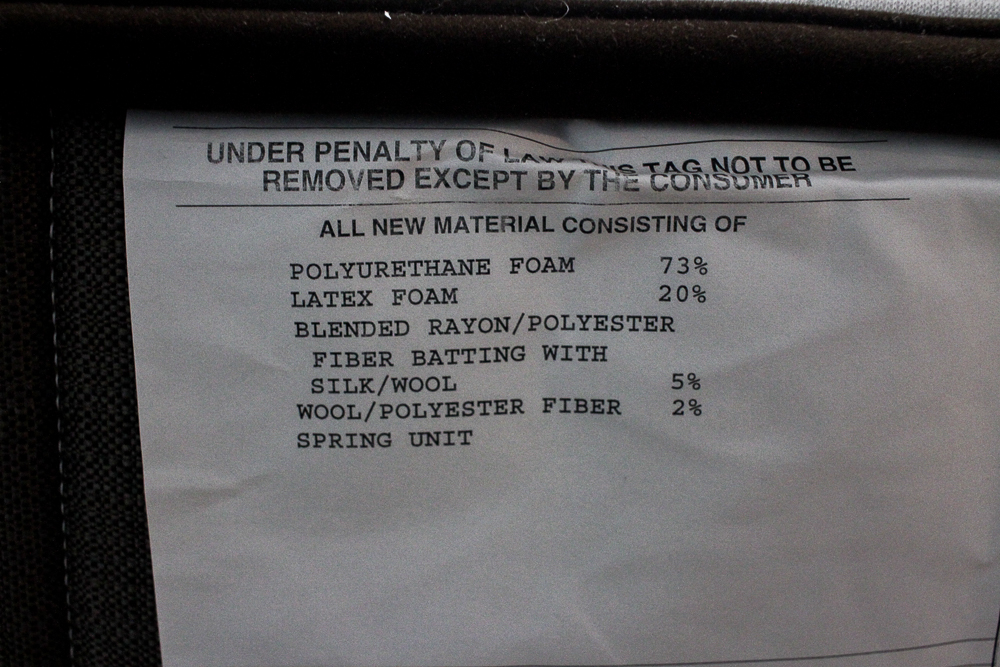 UNDER PENALTY OF LAW THIS TAG NOT TO BE
REMOVED EXCEPT BY THE CONSUMER
ALL NEW MATERIAL CONSISTING OF
POLYURETHANE FOAM 73%
LATEX FOAM 20%
BLENDED RAYON/POLYESTER
FIBER BATTING WITH
SILK/WOOL 5%
WOOL/POLYESTER FIBER 2%
SPRING UNIT